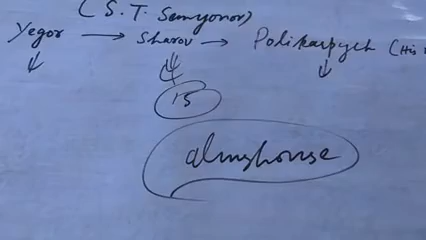 (S.T. Semyonov)
Yegor → Sharov → Polikarpych (His
15
almshouse